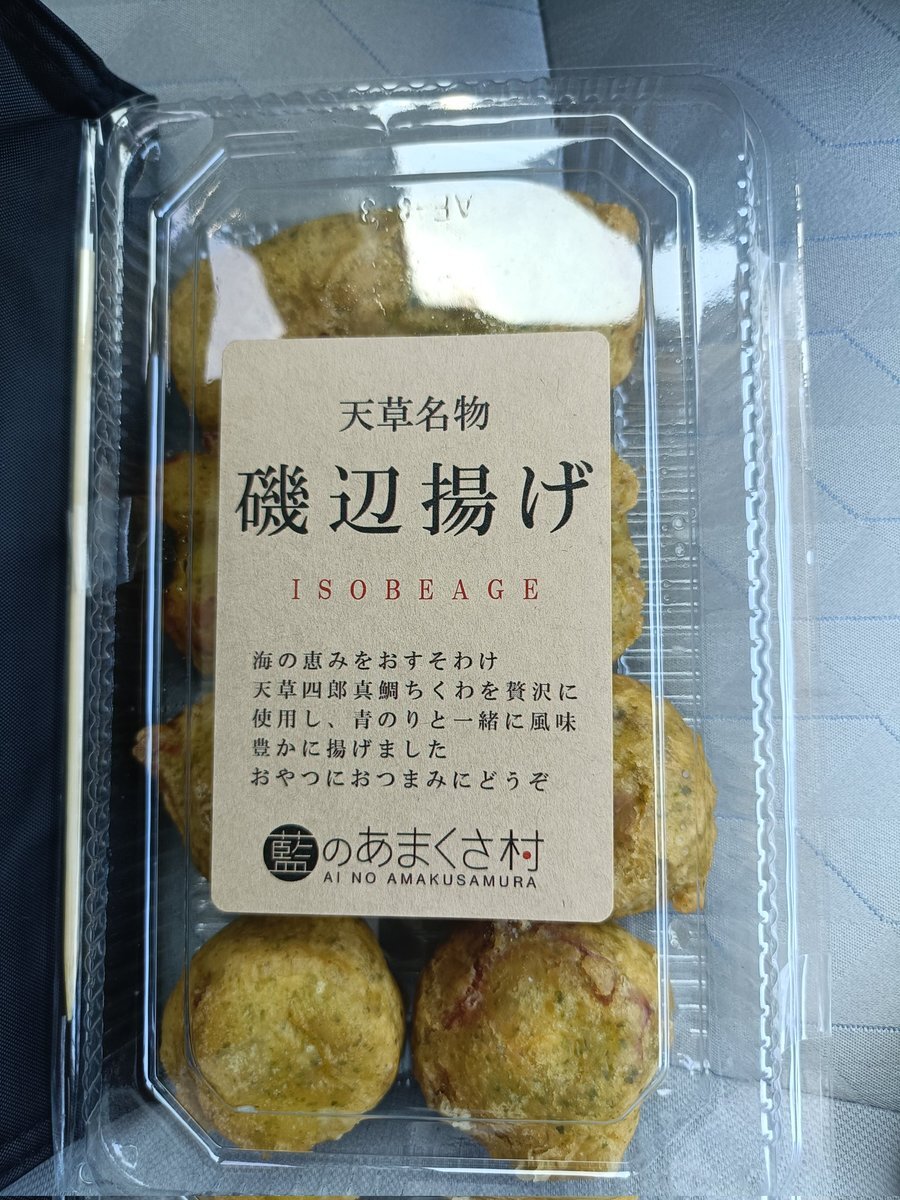 AF-6-3
天草名物
磯辺揚げ
ISOBEAGE
海の恵みをおすそわけ
天草四郎真鯛ちくわを贅沢に
使用し、青のりと一緒に風味
豊かに揚げました
おやつにおつまみにどうぞ
藍のあまくさ村
AI NO AMAKUSAMURA